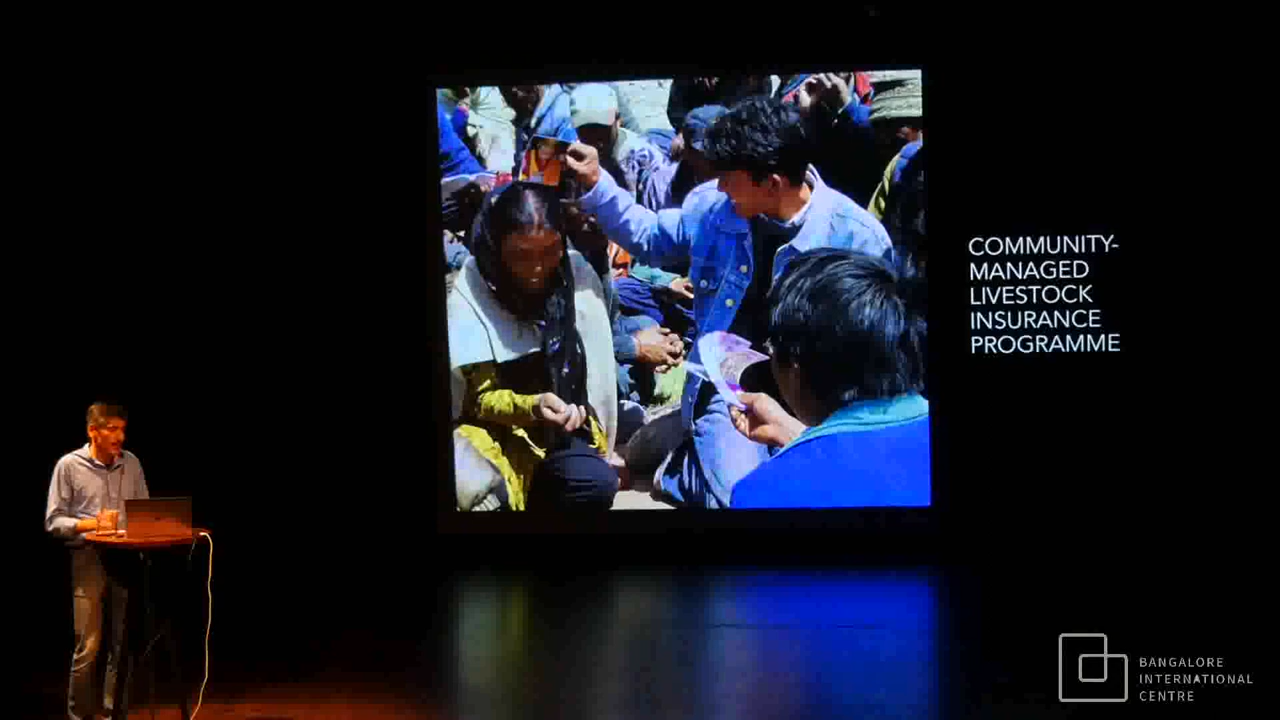 COMMUNITY-
MANAGED
LIVESTOCK
INSURANCE
PROGRAMME
BANGALORE
INTERNATIONAL
CENTRE